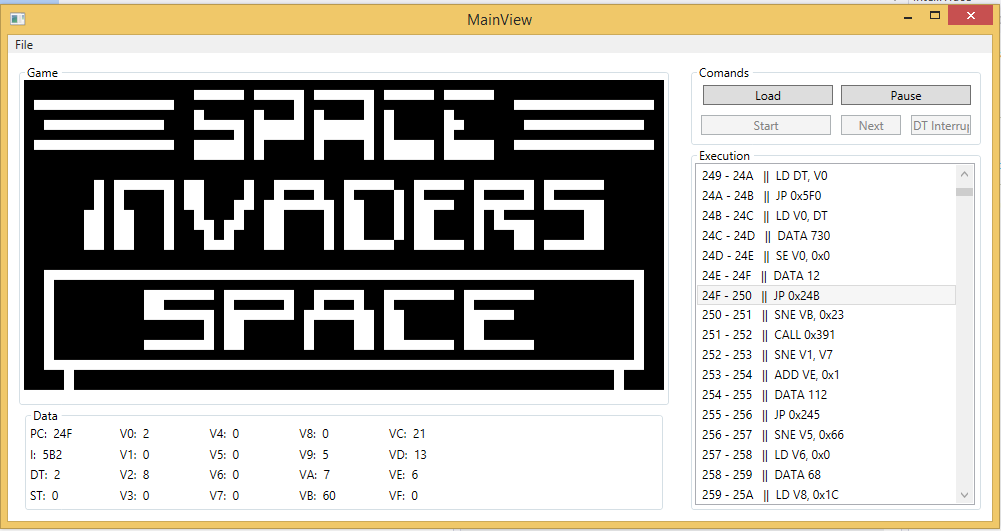 MainView
File
Game
SPACE
INVADERS
SPACE
Comands
Load Pause
Start Next DT Interrup
Execution
249 - 24A || LD DT, V0
24A - 24B || JP 0x5F0
24B - 24C || LD V0, DT
24C - 24D || DATA 730
24D - 24E || SE V0, 0x0
24E - 24F || DATA 12
24F - 250 || JP 0x24B
250 - 251 || SNE VB, 0x23
251 - 252 || CALL 0x391
252 - 253 || SNE V1, V7
253 - 254 || ADD VE, 0x1
254 - 255 || DATA 112
255 - 256 || JP 0x245
256 - 257 || SNE V5, 0x66
257 - 258 || LD V6, 0x0
258 - 259 || DATA 68
259 - 25A || LD V8, 0x1C
Data
PC: 24F V0: 2 V4: 0 V8: 0 VC: 21
I: 5B2 V1: 0 V5: 0 V9: 5 VD: 13
DT: 2 V2: 8 V6: 0 VA: 7 VE: 6
ST: 0 V3: 0 V7: 0 VB: 60 VF: 0